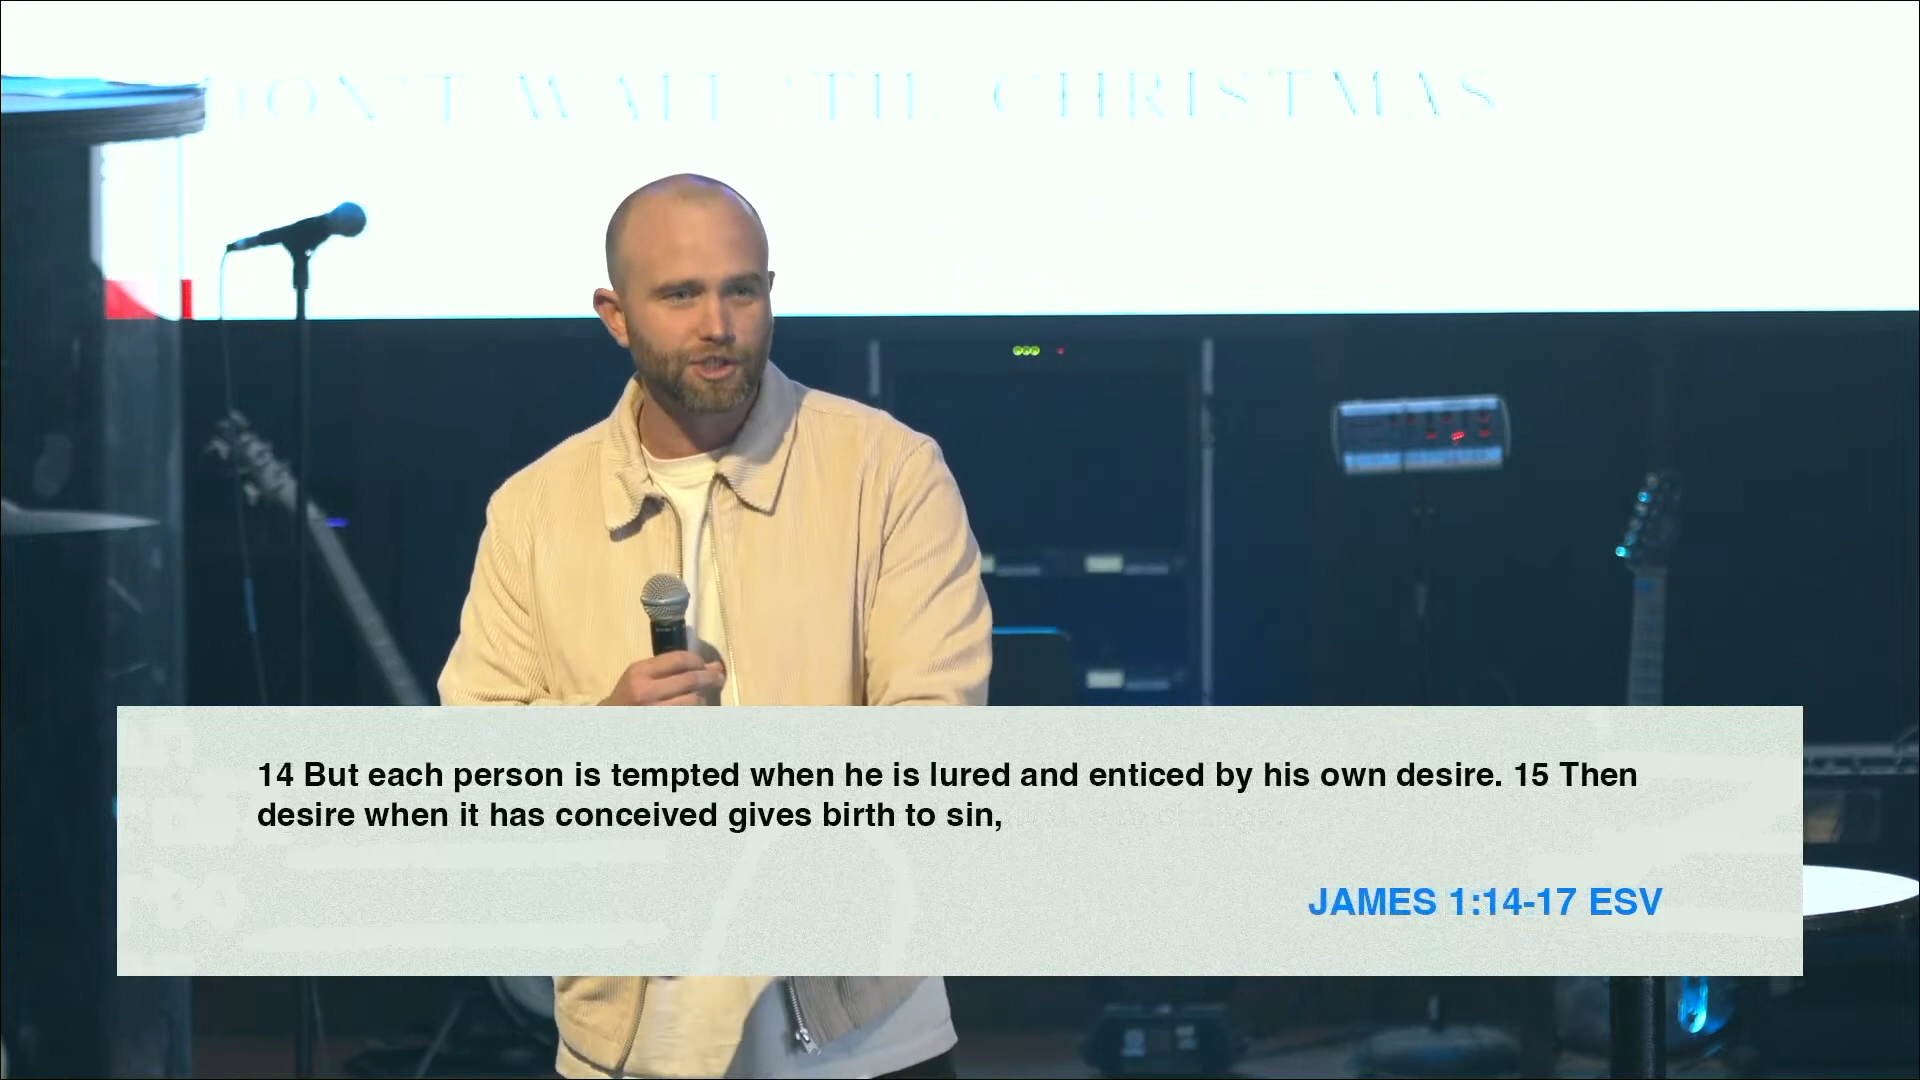 DON'T WAIT 'TIL CHRISTMAS
14 But each person is tempted when he is lured and enticed by his own desire. 15 Then
desire when it has conceived gives birth to sin,
JAMES 1:14-17 ESV